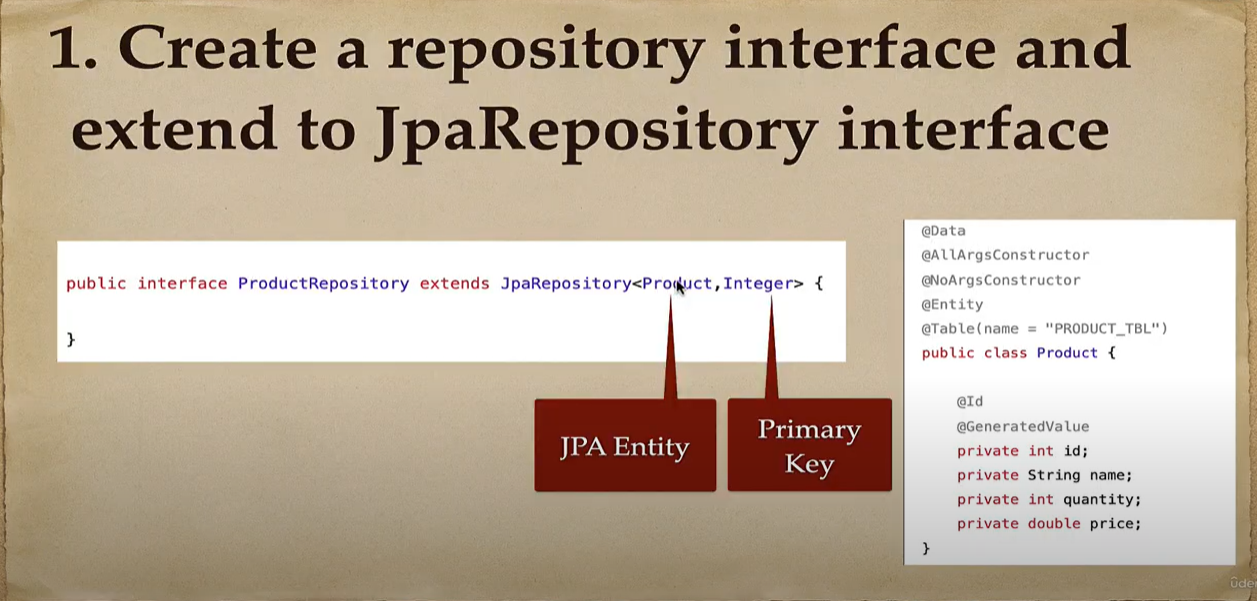 1. Create a repository interface and
extend to JpaRepository interface
public interface ProductRepository extends JpaRepository<Product,Integer> {
}
JPA Entity
Primary
Key
@Data
@AllArgsConstructor
@NoArgsConstructor
@Entity
@Table(name = "PRODUCT_TBL")
public class Product {
@Id
@GeneratedValue
private int id;
private String name;
private int quantity;
private double price;
}